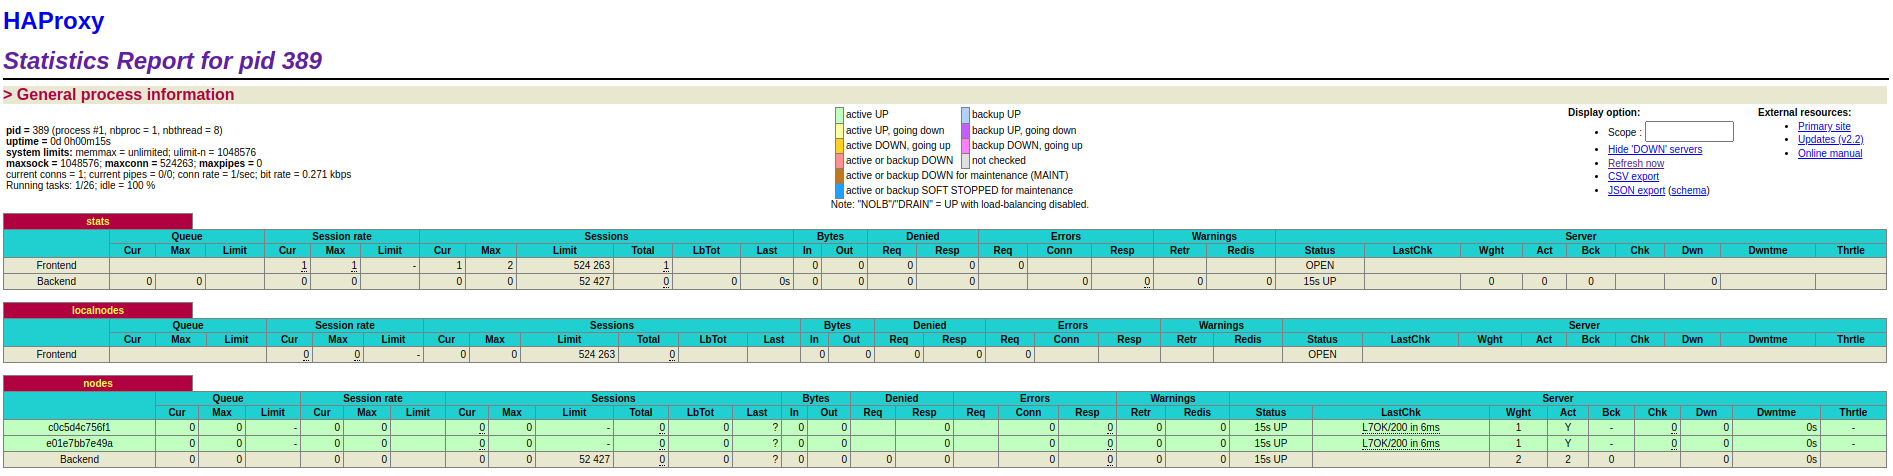 HAProxy
Statistics Report for pid 389
> General process information
pid = 389 (process #1, nbproc = 1, nbthread = 8)
uptime = 0d 0h00m15s
system limits: memmax = unlimited; ulimit-n = 1048576
maxsock = 1048576; maxconn = 524263; maxpipes = 0
current conns = 1; current pipes = 0/0; conn rate = 1/sec; bit rate = 0.271 kbps
Running tasks: 1/26; idle = 100 %
active UP backup UP
active UP, going down backup UP, going down
active DOWN, going up backup DOWN, going up
active or backup DOWN not checked
active or backup DOWN for maintenance (MAINT)
active or backup SOFT STOPPED for maintenance
Note: "NOLB"/"DRAIN" = UP with load-balancing disabled.
Display option:
• Scope :
• Hide 'DOWN' servers
• Refresh now
• CSV export
• JSON export (schema)
External resources:
• Primary site
• Updates (v2.2)
• Online manual
stats
Queue Session rate Sessions Bytes Denied Errors Warnings Server
Cur Max Limit Cur Max Limit Cur Max Limit Total LbTot Last In Out Req Resp Req Conn Resp Retr Redis Status LastChk Wght Act Bck Chk Dwn Dwntme Thrtle
Frontend 1 1 - 1 2 524 263 1 0 0 0 0 0 OPEN
Backend 0 0 0 0 0 0 52 427 0 0 0s 0 0 0 0 0 0 0 0 15s UP 0 0 0 0
localnodes
Queue Session rate Sessions Bytes Denied Errors Warnings Server
Cur Max Limit Cur Max Limit Cur Max Limit Total LbTot Last In Out Req Resp Req Conn Resp Retr Redis Status LastChk Wght Act Bck Chk Dwn Dwntme Thrtle
Frontend 0 0 - 0 0 524 263 0 0 0 0 0 0 OPEN
nodes
Queue Session rate Sessions Bytes Denied Errors Warnings Server
Cur Max Limit Cur Max Limit Cur Max Limit Total LbTot Last In Out Req Resp Req Conn Resp Retr Redis Status LastChk Wght Act Bck Chk Dwn Dwntme Thrtle
c0c5d4c756f1 0 0 - 0 0 0 0 - 0 0 ? 0 0 0 0 0 0 0 15s UP L7OK/200 in 6ms 1 Y - 0 0 0s -
e01e7bb7e49a 0 0 - 0 0 0 0 - 0 0 ? 0 0 0 0 0 0 0 15s UP L7OK/200 in 6ms 1 Y - 0 0 0s -
Backend 0 0 0 0 0 0 52 427 0 0 ? 0 0 0 0 0 0 0 0 15s UP 2 2 0 0 0s